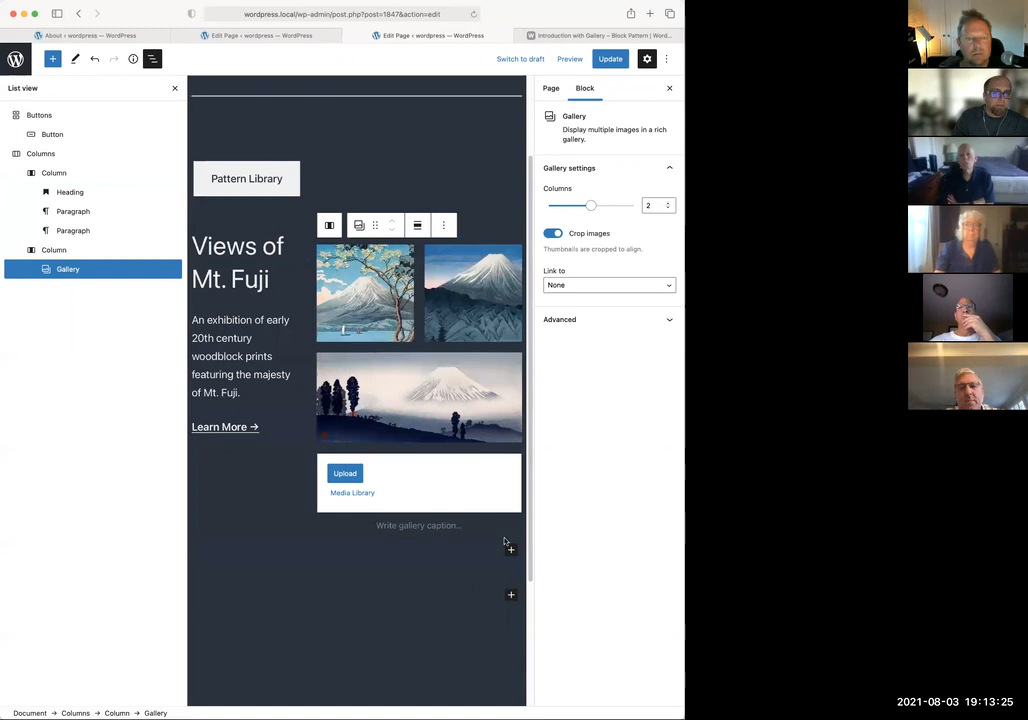 wordpress.local/wp-admin/post.php?post=1847&action=edit
About ‹ wordpress — WordPress
Edit Page ‹ wordpress — WordPress
Edit Page ‹ wordpress — WordPress
Introduction with Gallery – Block Pattern | Word...
Switch to draft
Preview
Update
List view
Buttons
Button
Columns
Column
Heading
Paragraph
Paragraph
Column
Gallery
Pattern Library
Views of
Mt. Fuji
An exhibition of early
20th century
woodblock prints
featuring the majesty
of Mt. Fuji.
Learn More →
Upload
Media Library
Write gallery caption...
Page
Block
Gallery
Display multiple images in a rich
gallery.
Gallery settings
Columns
2
Crop images
Thumbnails are cropped to align.
Link to
None
Advanced
Document → Columns → Column → Gallery
2021-08-03 19:13:25